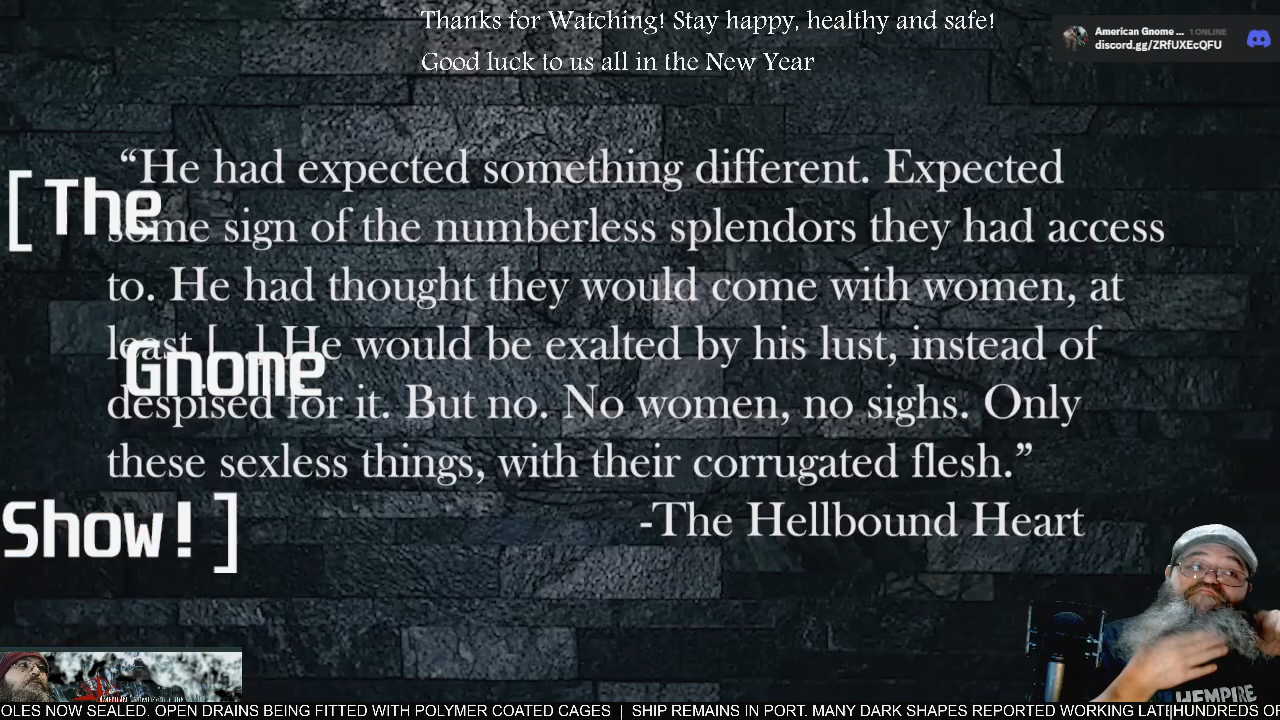 Thanks for Watching! Stay happy, healthy and safe!
Good luck to us all in the New Year
American Gnome ... 1 ONLINE
discord.gg/ZRfUXEcQFU
“He had expected something different. Expected
[The
some sign of the numberless splendors they had access
to. He had thought they would come with women, at
least [...] He would be exalted by his lust, instead of
Gnome
despised for it. But no. No women, no sighs. Only
these sexless things, with their corrugated flesh.”
Show!]
-The Hellbound Heart
HEMPIRE
OLES NOW SEALED. OPEN DRAINS BEING FITTED WITH POLYMER COATED CAGES | SHIP REMAINS IN PORT. MANY DARK SHAPES REPORTED WORKING LAT|HUNDREDS OF